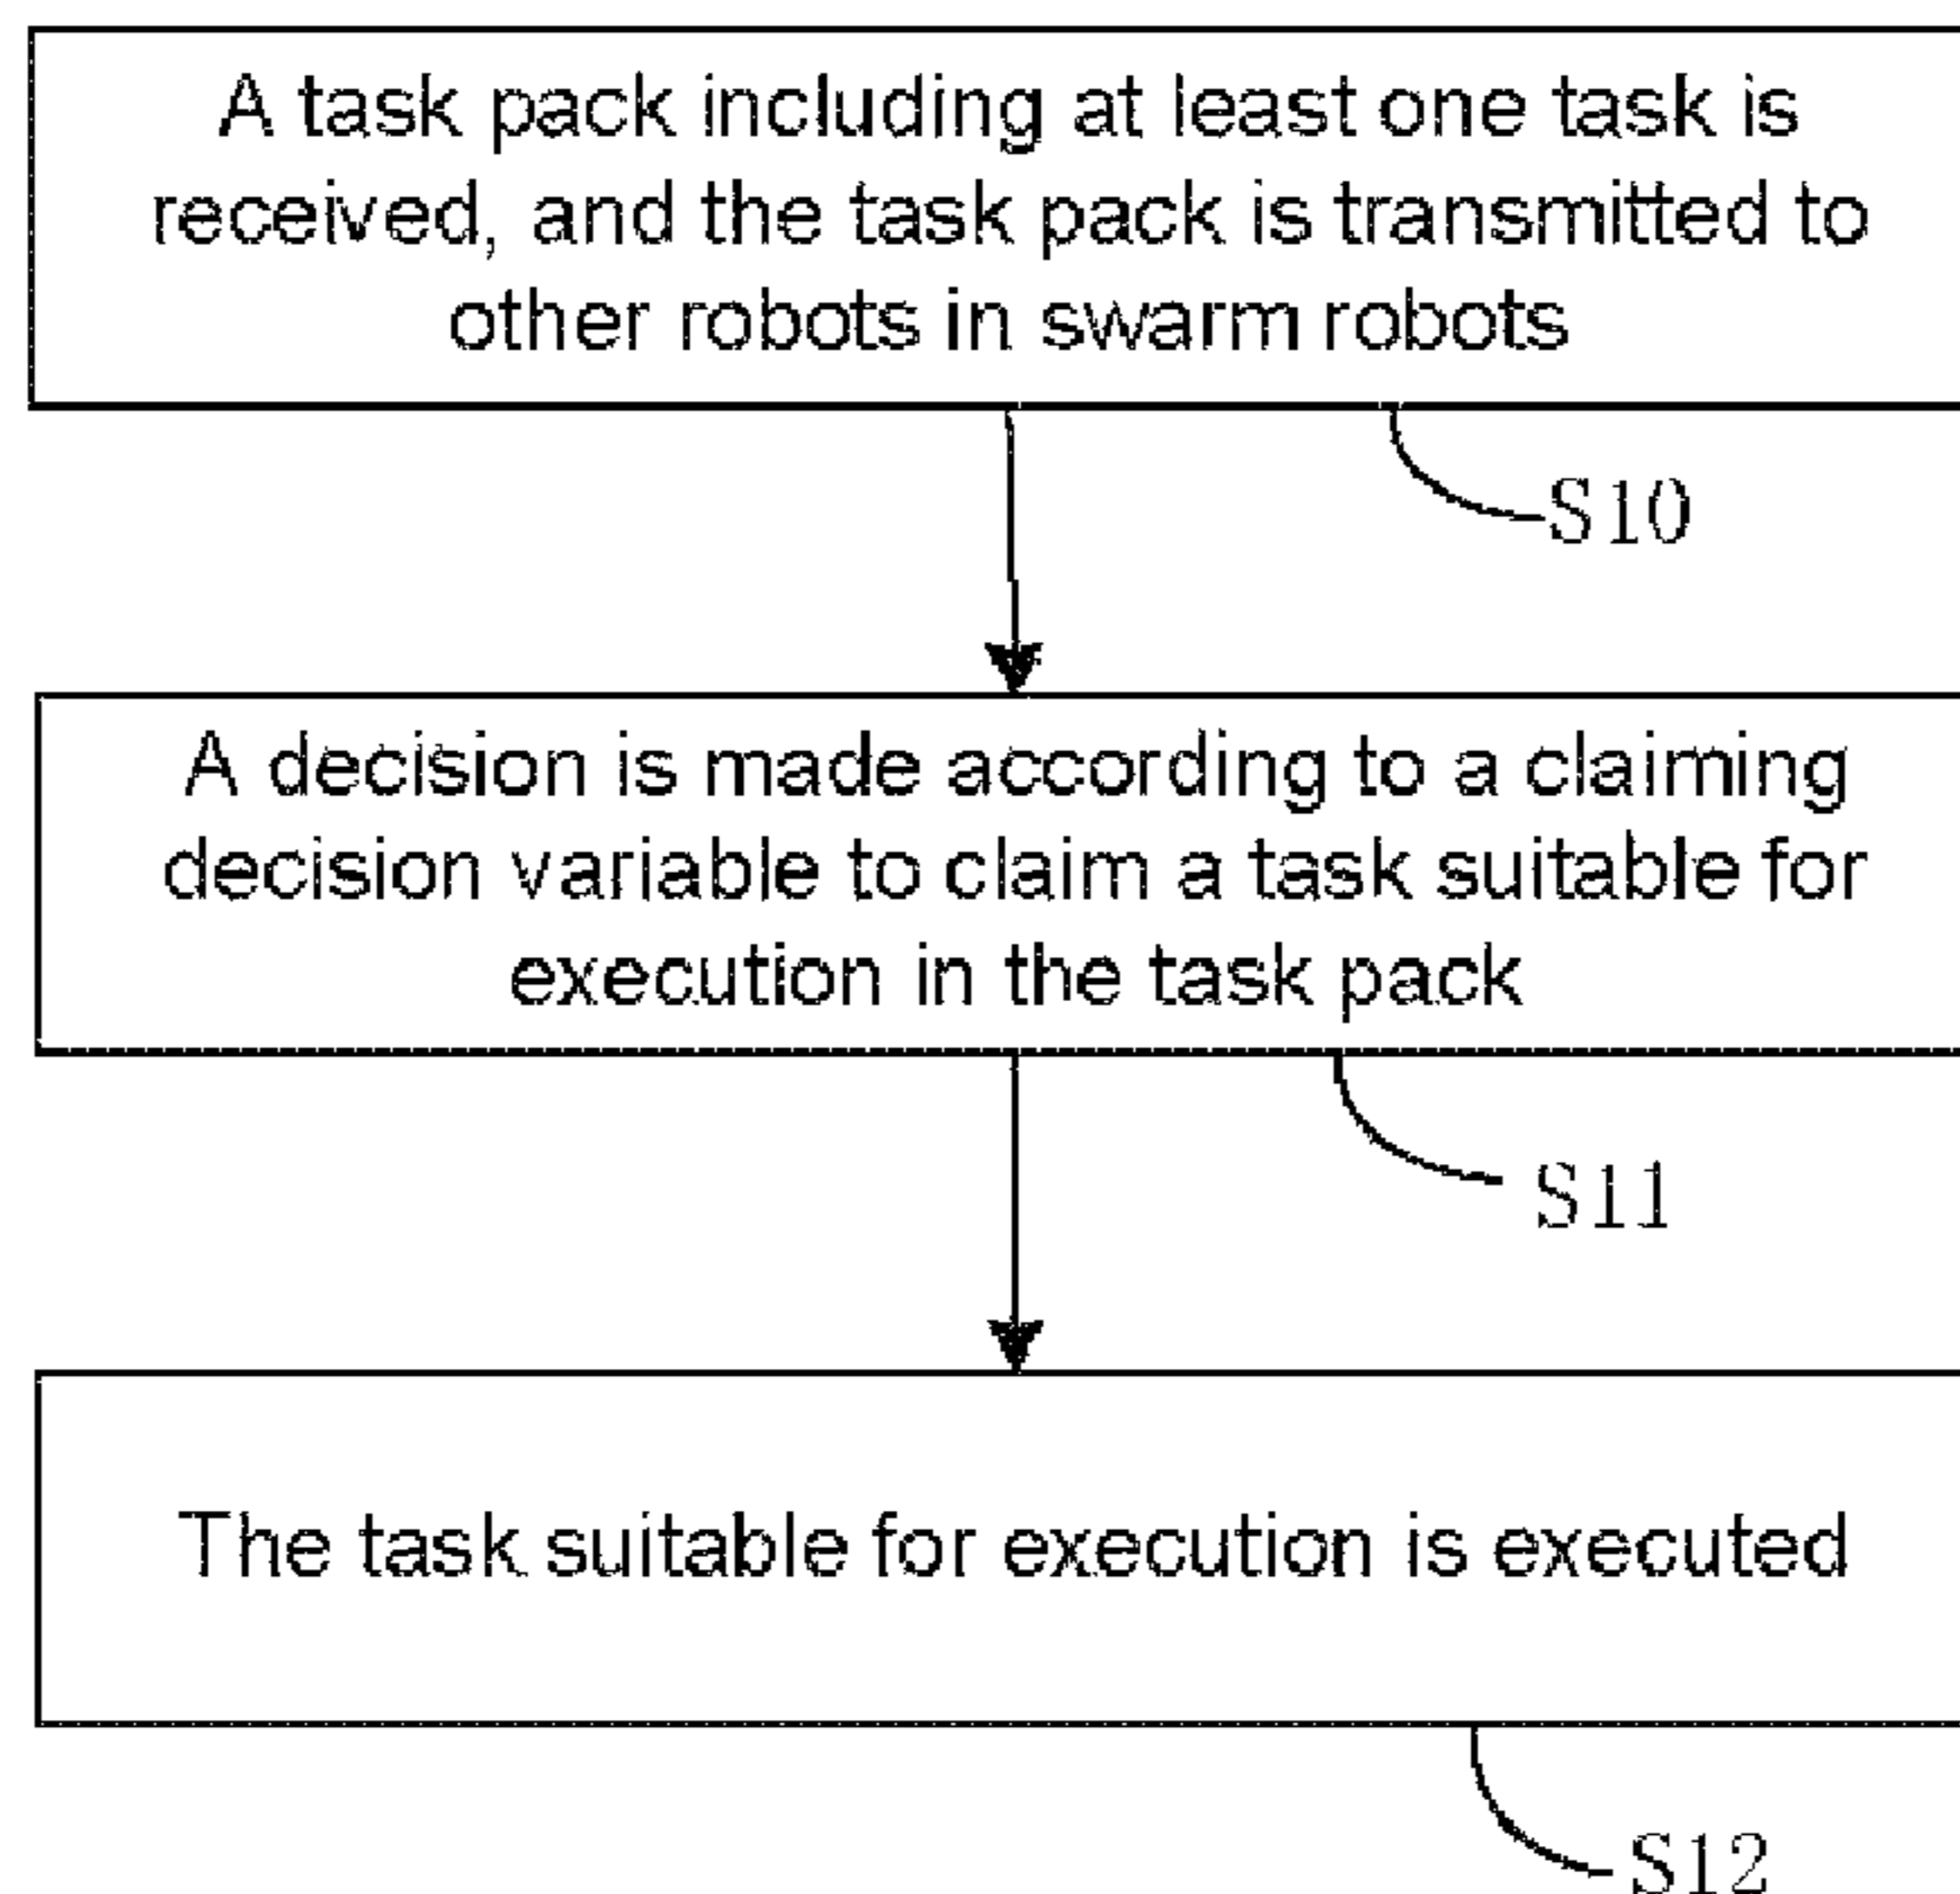 A task pack including at least one task is
received, and the task pack is transmitted to
other robots in swarm robots
S10
A decision is made according to a claiming
decision variable to claim a task suitable for
execution in the task pack
S11
The task suitable for execution is executed
S12